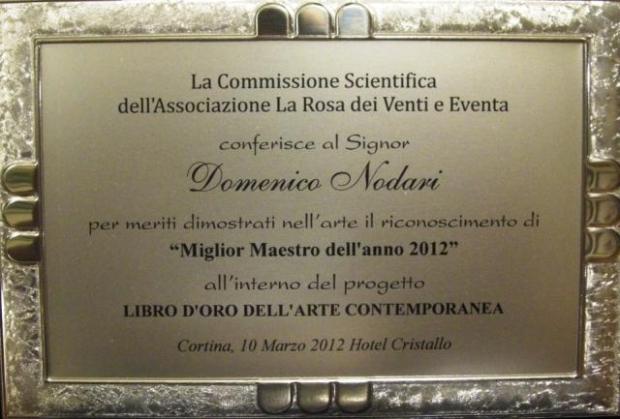 La Commissione Scientifica
dell'Associazione La Rosa dei Venti e Eventa
conferisce al Signor
Domenico Nodari
per meriti dimostrati nell'arte il riconoscimento di
“Miglior Maestro dell'anno 2012”
all'interno del progetto
LIBRO D'ORO DELL'ARTE CONTEMPORANEA
Cortina, 10 Marzo 2012 Hotel Cristallo